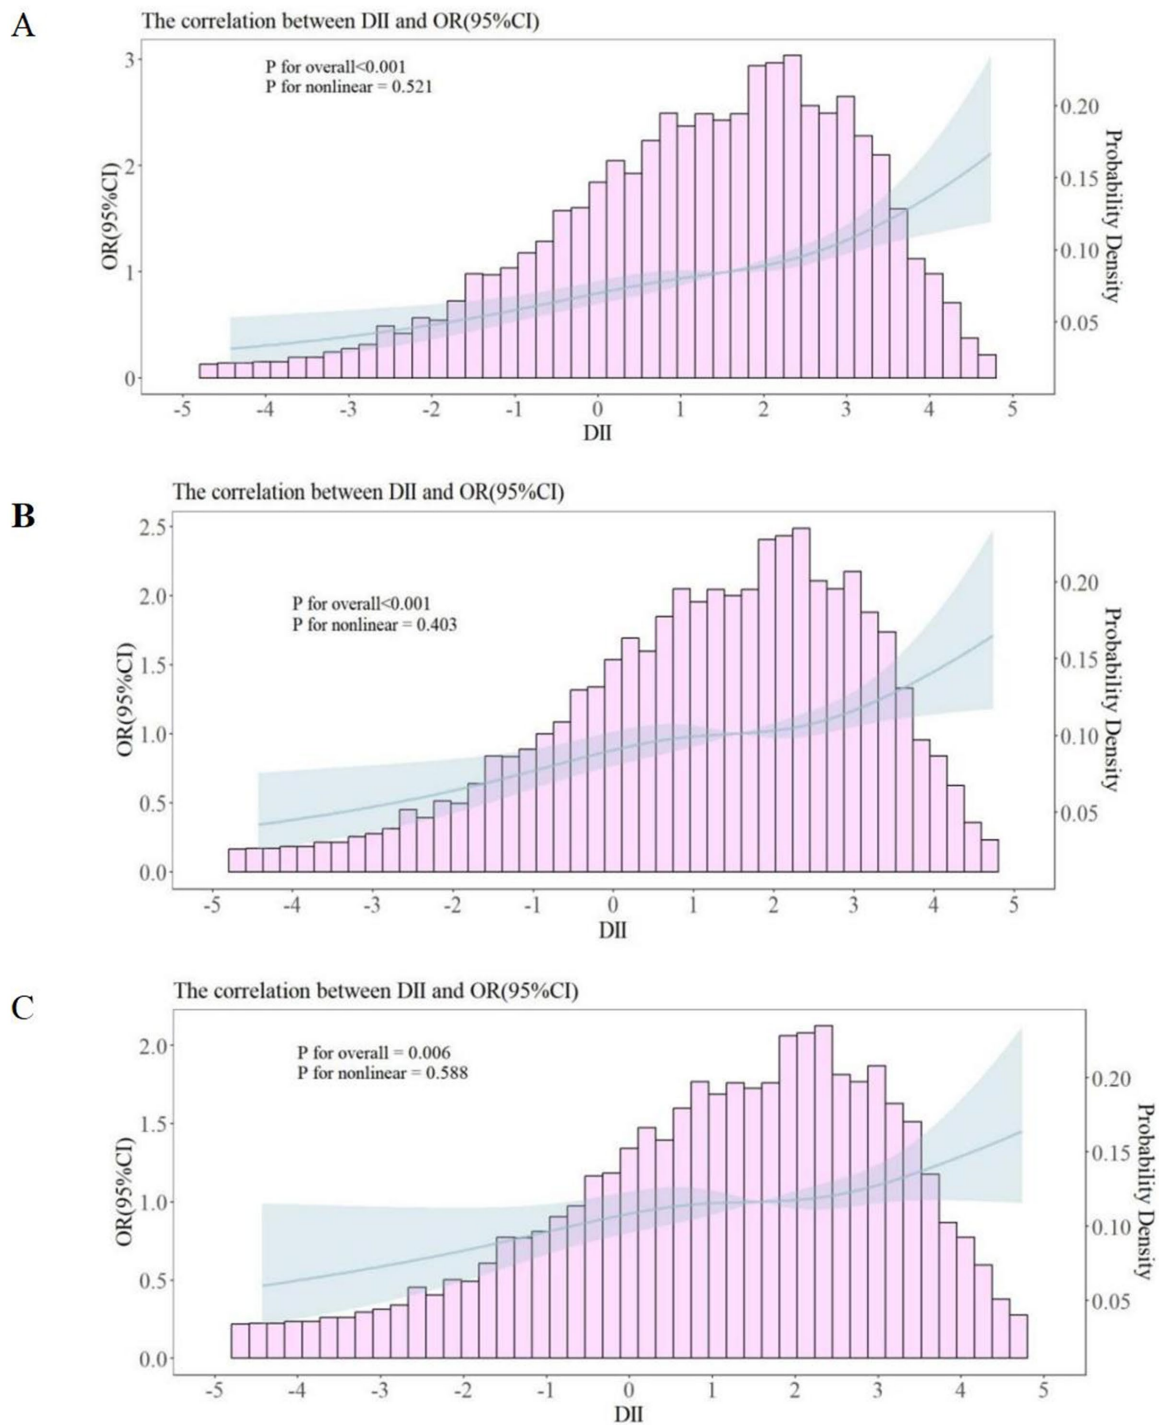 A
The correlation between DII and OR(95%CI)
P for overall<0.001
P for nonlinear = 0.521
3
2
1
0
OR(95%CI)
0.20
0.15
0.10
0.05
Probability Density
-5 -4 -3 -2 -1 0 1 2 3 4 5
DII
B
The correlation between DII and OR(95%CI)
P for overall<0.001
P for nonlinear = 0.403
2.5
2.0
1.5
1.0
0.5
0.0
OR(95%CI)
0.20
0.15
0.10
0.05
Probability Density
-5 -4 -3 -2 -1 0 1 2 3 4 5
DII
C
The correlation between DII and OR(95%CI)
P for overall = 0.006
P for nonlinear = 0.588
2.0
1.5
1.0
0.5
0.0
OR(95%CI)
0.20
0.15
0.10
0.05
Probability Density
-5 -4 -3 -2 -1 0 1 2 3 4 5
DII